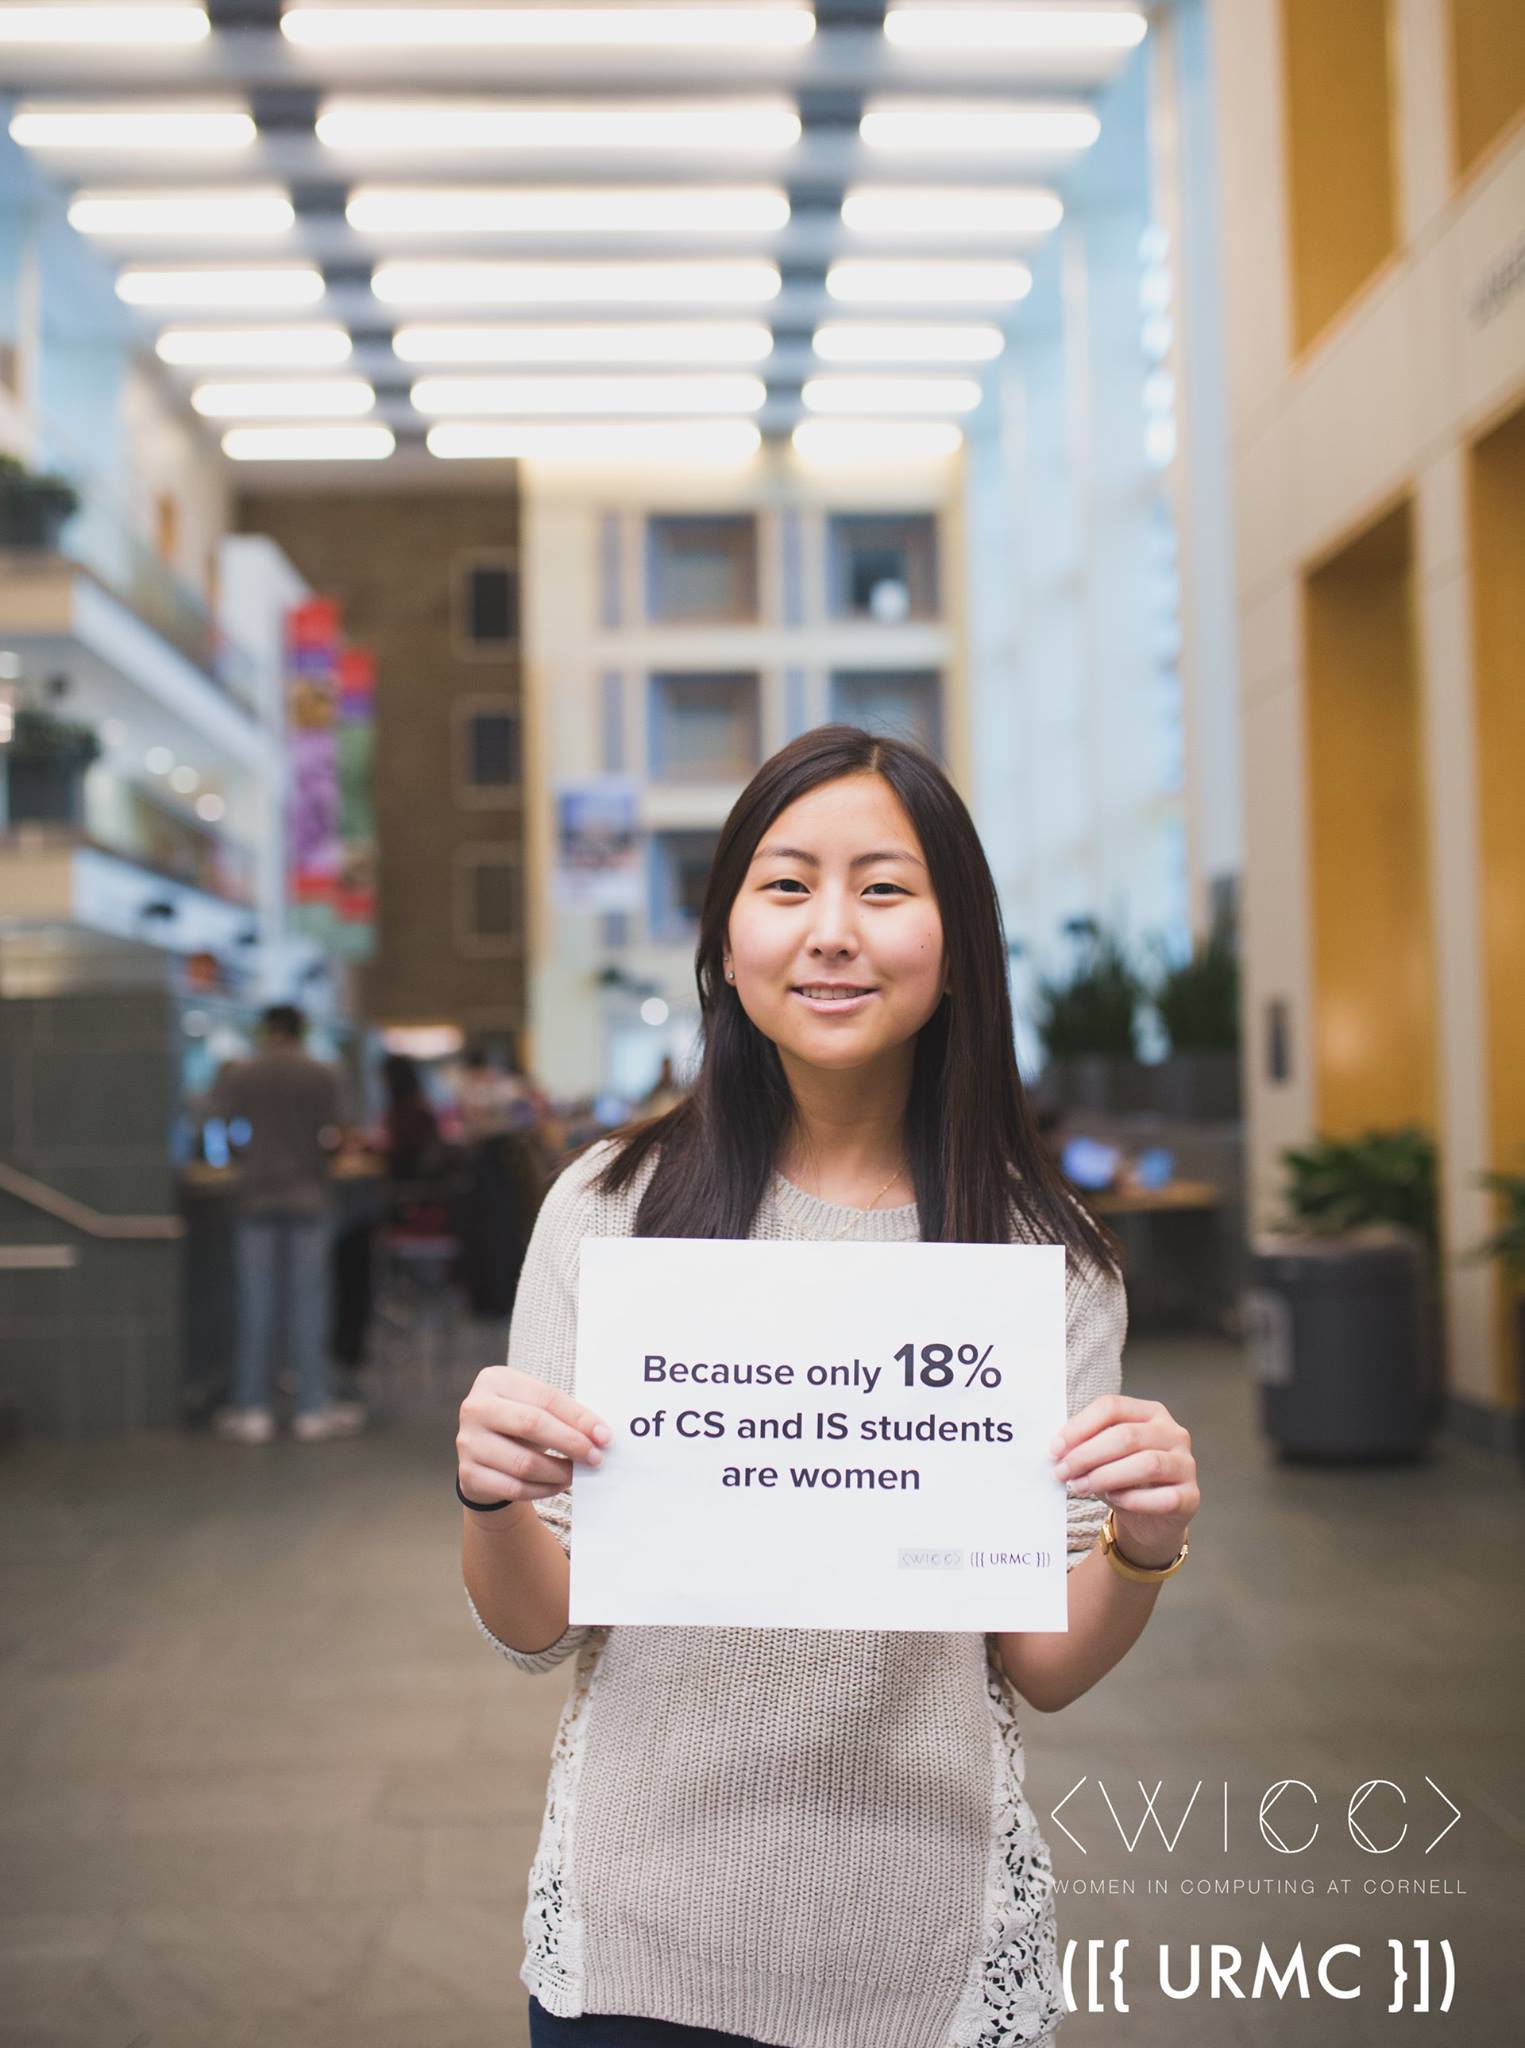 Because only 18%
of CS and IS students
are women
<WICC> ([{ URMC }])
<WICC>
WOMEN IN COMPUTING AT CORNELL
([{ URMC }])